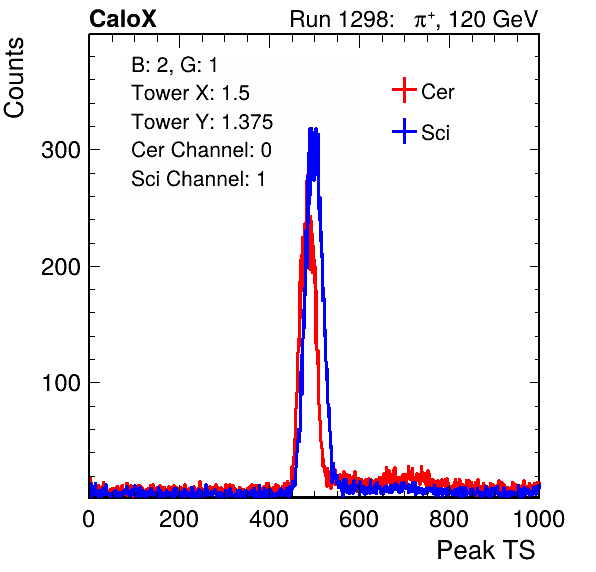 CaloX Run 1298: π⁺, 120 GeV
Counts
B: 2, G: 1
Tower X: 1.5
Tower Y: 1.375
Cer Channel: 0
Sci Channel: 1
Cer
Sci
300
200
100
0 200 400 600 800 1000
Peak TS